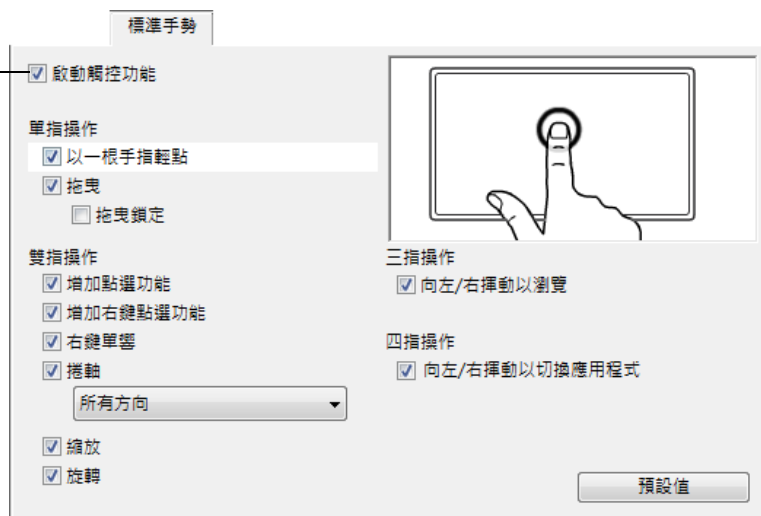 標準手勢
啟動觸控功能
單指操作
以一根手指輕點
拖曳
拖曳鎖定
雙指操作
增加點選功能
增加右鍵點選功能
右鍵單響
捲軸
所有方向
縮放
旋轉
三指操作
向左/右揮動以瀏覽
四指操作
向左/右揮動以切換應用程式
預設值